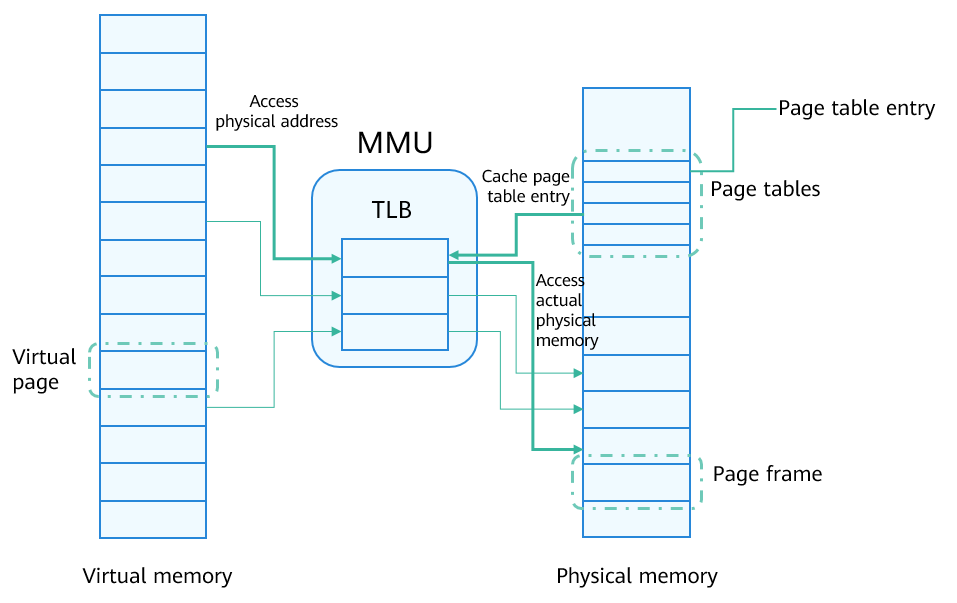 Access
physical address
MMU
TLB
Cache page
table entry
Page table entry
Page tables
Access
actual
physical
memory
Virtual
page
Page frame
Virtual memory
Physical memory